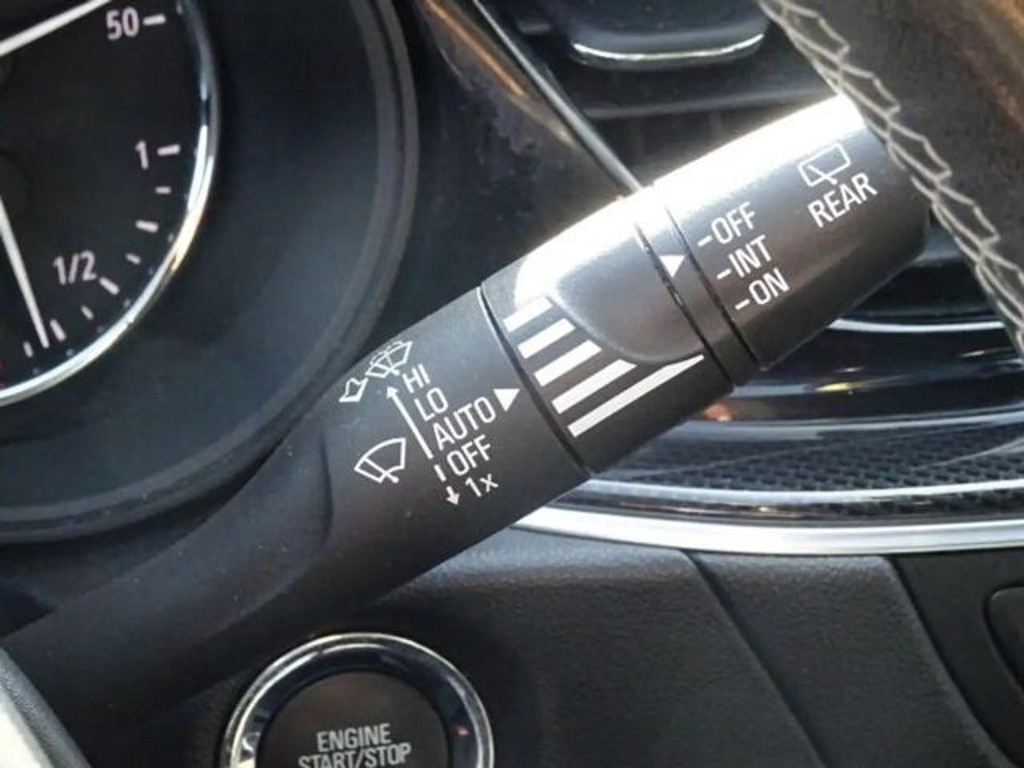 50
1
1/2
HI
LO
AUTO
OFF
1x
OFF
INT
ON
REAR
ENGINE
START/STOP